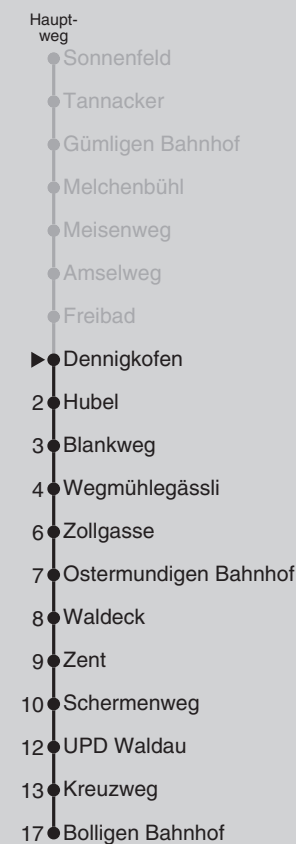 Haupt-
weg
Sonnenfeld
Tannacker
Gümligen Bahnhof
Melchenbühl
Meisenweg
Amselweg
Freibad
Dennigkofen
2 Hubel
3 Blankweg
4 Wegmühlegässli
6 Zollgasse
7 Ostermundigen Bahnhof
8 Waldeck
9 Zent
10 Schermenweg
12 UPD Waldau
13 Kreuzweg
17 Bolligen Bahnhof